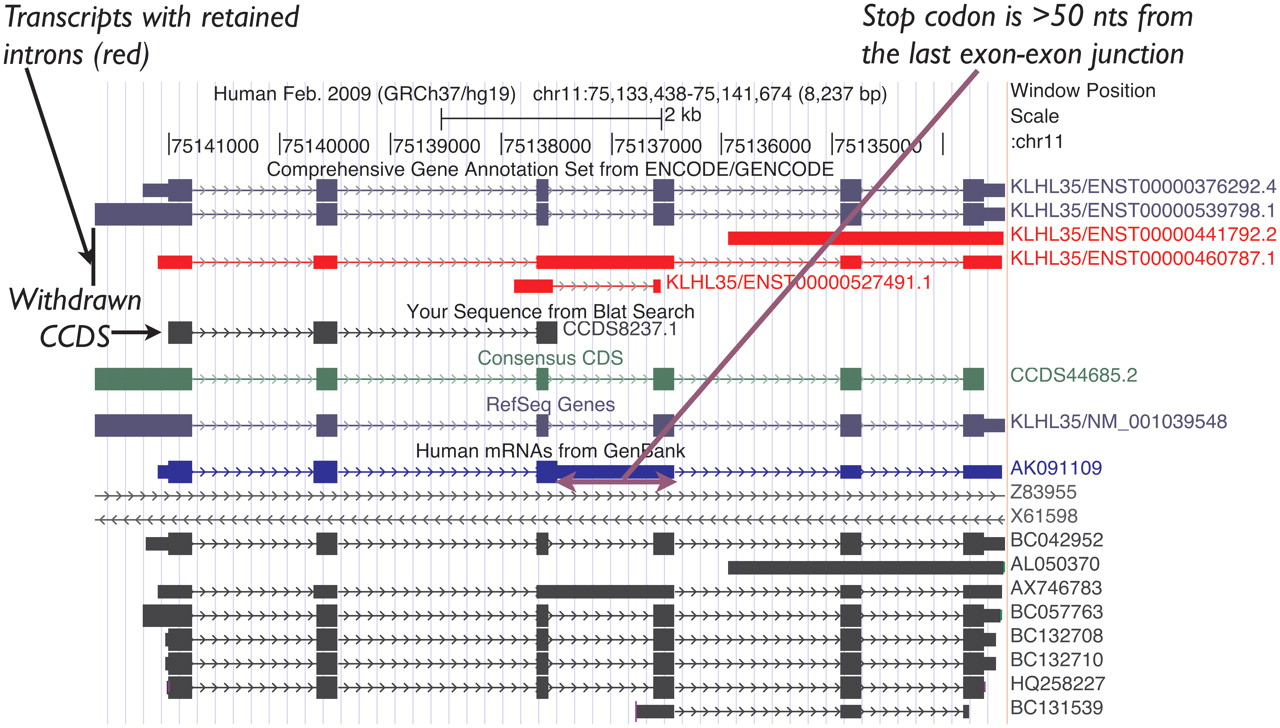 Transcripts with retained
introns (red)
Stop codon is >50 nts from
the last exon-exon junction
Human Feb. 2009 (GRCh37/hg19) chr11:75,133,438-75,141,674 (8,237 bp)
Window Position
2 kb
Scale
|75141000 |75140000 |75139000 |75138000 |75137000 |75136000 |75135000 |
:chr11
Comprehensive Gene Annotation Set from ENCODE/GENCODE
KLHL35/ENST00000376292.4
KLHL35/ENST00000539798.1
KLHL35/ENST00000441792.2
KLHL35/ENST00000460787.1
KLHL35/ENST00000527491.1
Withdrawn
CCDS
Your Sequence from Blat Search
CCDS8237.1
Consensus CDS
CCDS44685.2
RefSeq Genes
KLHL35/NM_001039548
Human mRNAs from GenBank
AK091109
Z83955
X61598
BC042952
AL050370
AX746783
BC057763
BC132708
BC132710
HQ258227
BC131539